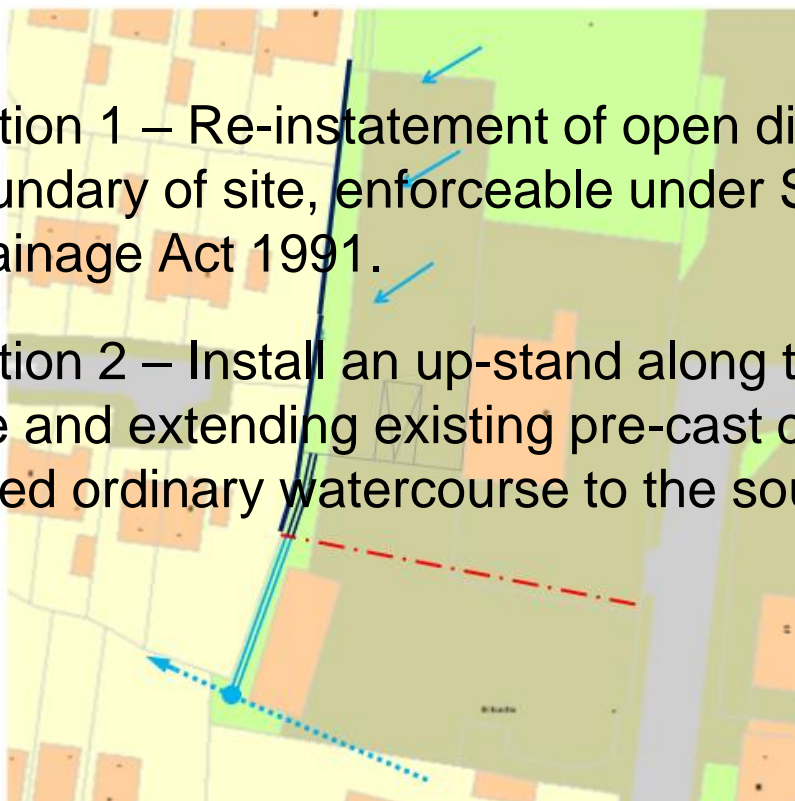 tion 1 – Re-instatement of open di
undary of site, enforceable under S
ainage Act 1991.
tion 2 – Install an up-stand along t
e and extending existing pre-cast c
ed ordinary watercourse to the sou